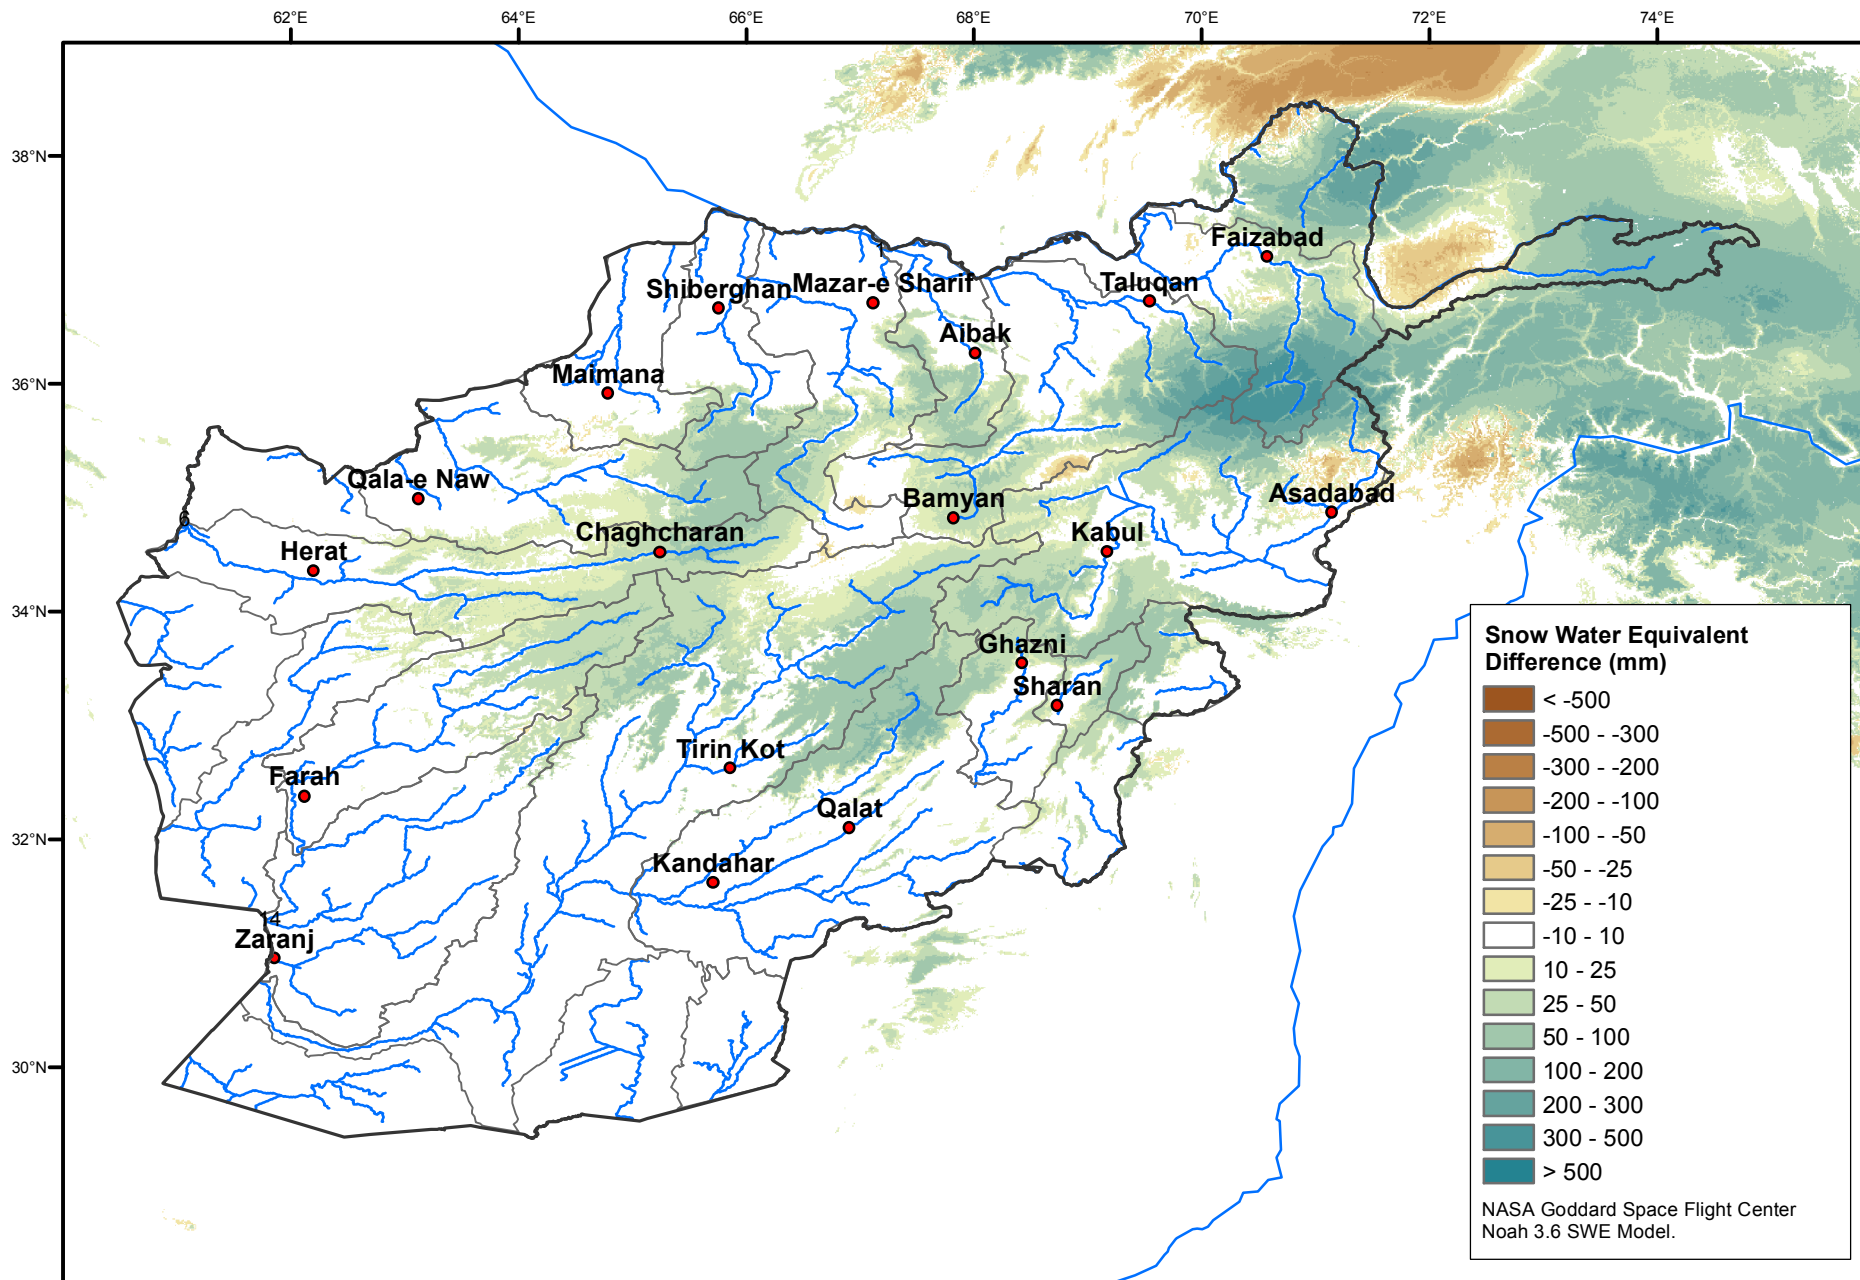 62°E
64°E
66°E
68°E
70°E
72°E
74°E
38°N
36°N
34°N
32°N
30°N
Faizabad
Shiberghan
Mazar-e Sharif
Taluqan
Aibak
Maimana
Qala-e Naw
Bamyan
Asadabad
6
Chaghcharan
Kabul
Herat
Ghazni
Sharan
Tirin Kot
Farah
Qalat
Kandahar
14
Zaranj
Snow Water Equivalent
Difference (mm)
< -500
-500 - -300
-300 - -200
-200 - -100
-100 - -50
-50 - -25
-25 - -10
-10 - 10
10 - 25
25 - 50
50 - 100
100 - 200
200 - 300
300 - 500
> 500
NASA Goddard Space Flight Center
Noah 3.6 SWE Model.